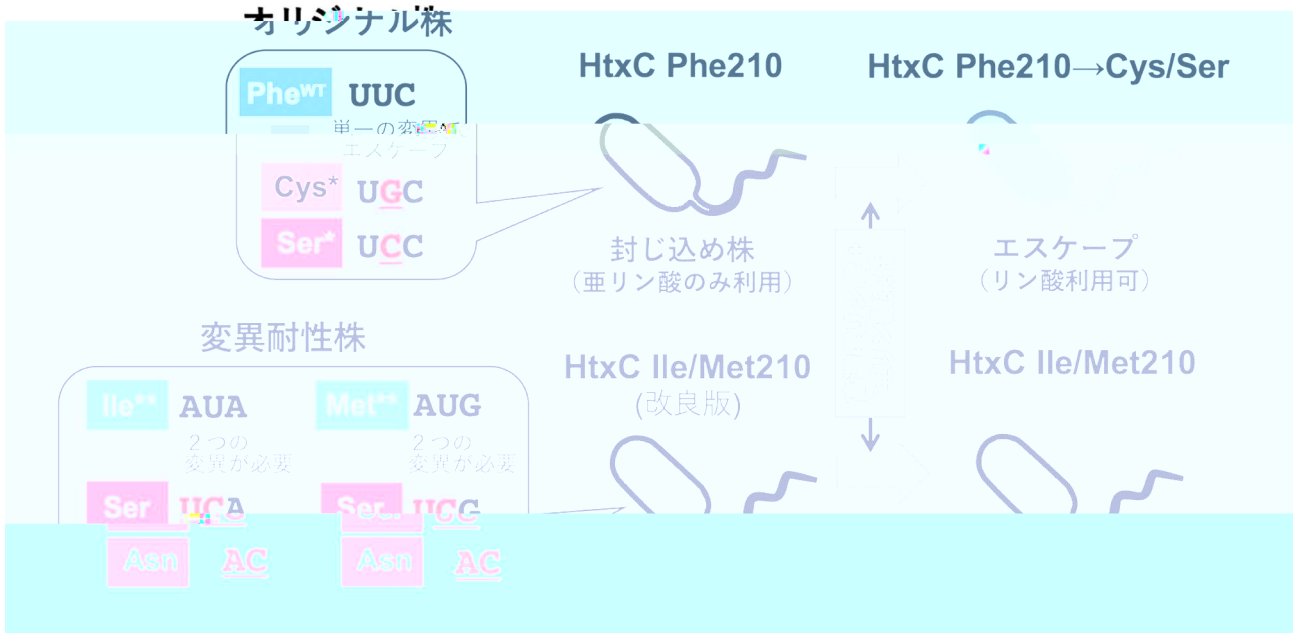 オリジナル株
Phe^WT UUC
単一の変異で
エスケープ
Cys* UGC
Ser* UCC
HtxC Phe210
封じ込め株
（亜リン酸のみ利用）
HtxC Phe210→Cys/Ser
エスケープ
（リン酸利用可）
変異耐性株
Ile** AUA
2つの
変異が必要
Ser UCA
Asn AC
Met** AUG
2つの
変異が必要
Ser UCG
Asn AC
HtxC Ile/Met210
(改良版)
HtxC Ile/Met210